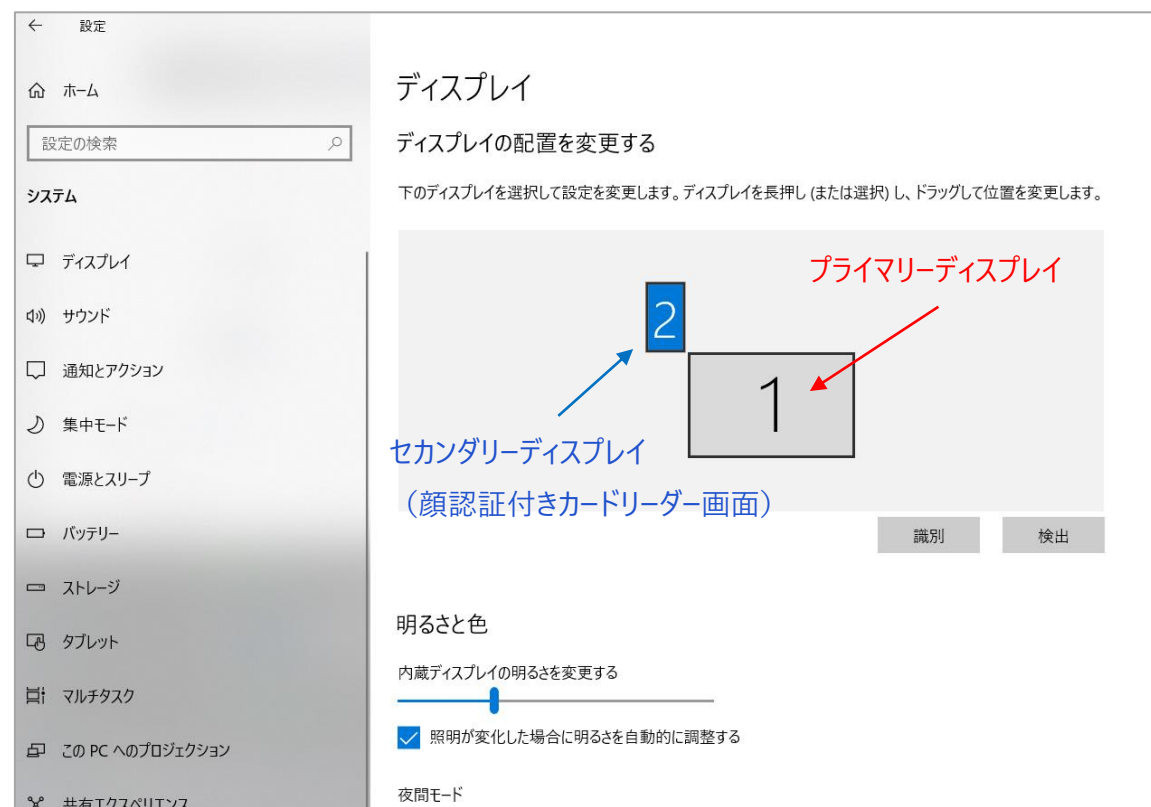 設定
ホーム
設定の検索
システム
ディスプレイ
サウンド
通知とアクション
集中モード
電源とスリープ
バッテリー
ストレージ
タブレット
マルチタスク
この PC へのプロジェクション
共有エクスペリエンス
ディスプレイ
ディスプレイの配置を変更する
下のディスプレイを選択して設定を変更します。ディスプレイを長押し (または選択) し、ドラッグして位置を変更します。
プライマリーディスプレイ
2
1
セカンダリーディスプレイ
（顔認証付きカードリーダー画面）
識別
検出
明るさと色
内蔵ディスプレイの明るさを変更する
照明が変化した場合に明るさを自動的に調整する
夜間モード